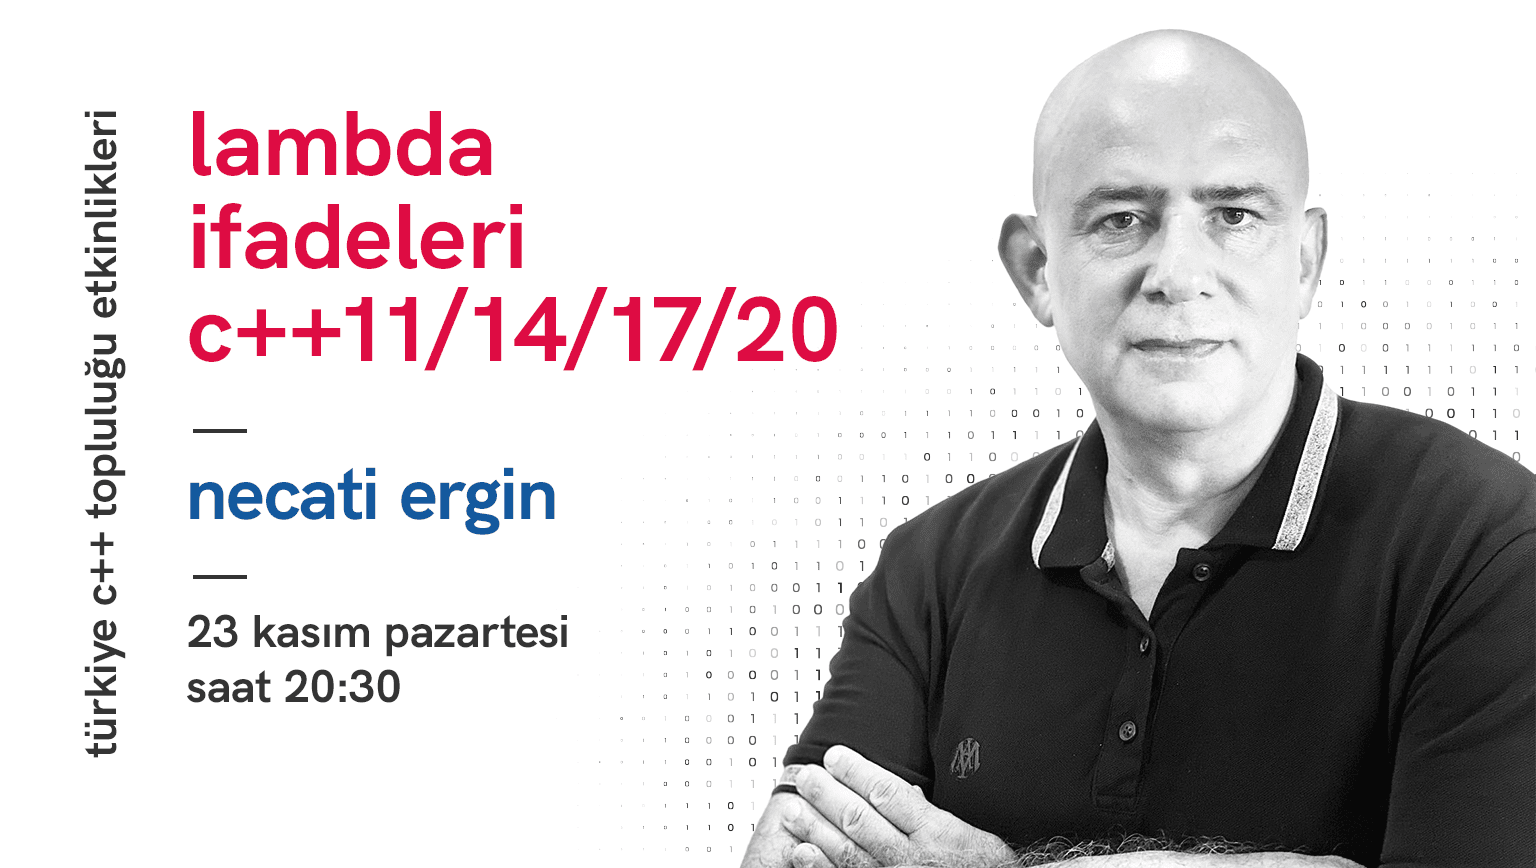 türkiye c++ topluluğu etkinlikleri
lambda
ifadeleri
c++11/14/17/20
necati ergin
23 kasım pazartesi
saat 20:30